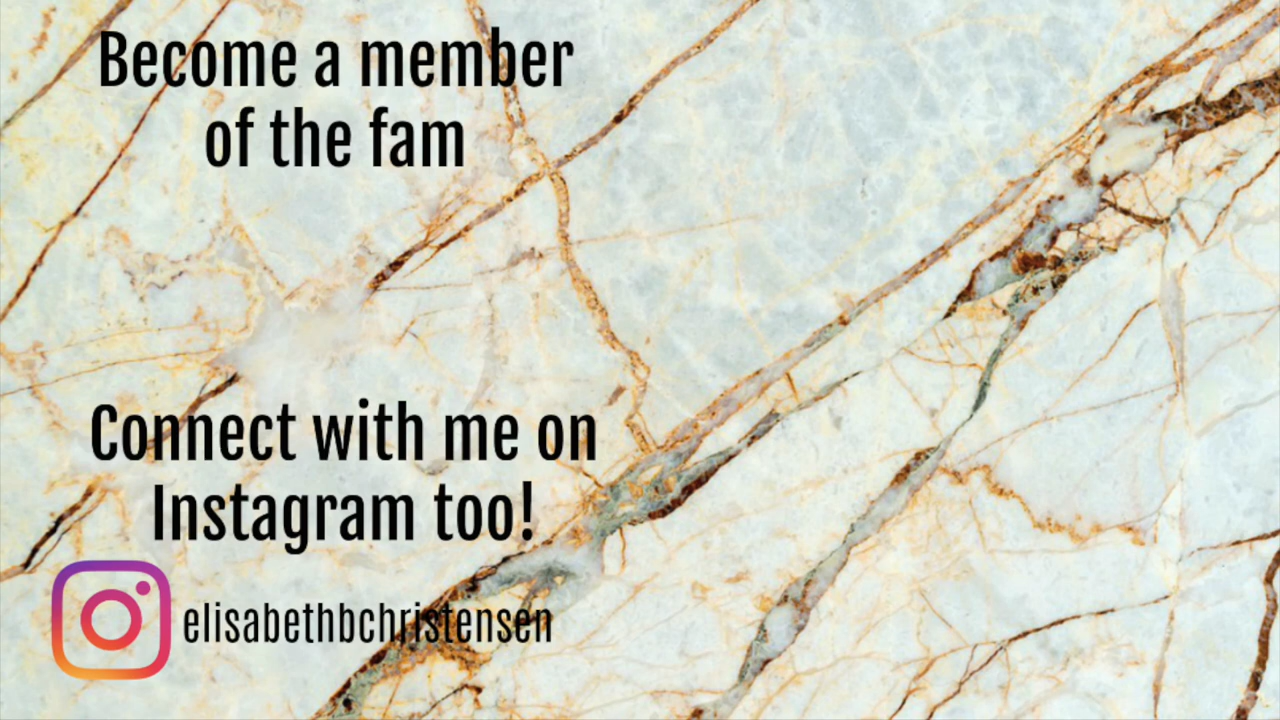 Become a member
of the fam
Connect with me on
Instagram too!
elisabethbchristensen